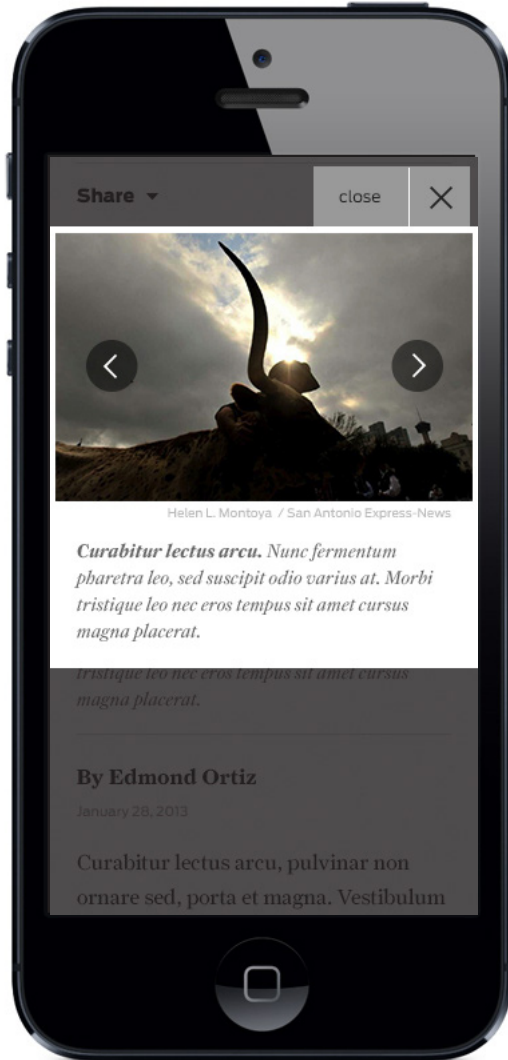 Share
close
Helen L. Montoya / San Antonio Express-News
Curabitur lectus arcu. Nunc fermentum
pharetra leo, sed suscipit odio varius at. Morbi
tristique leo nec eros tempus sit amet cursus
magna placerat.
tristique leo nec eros tempus sit amet cursus
magna placerat.
By Edmond Ortiz
January 28, 2013
Curabitur lectus arcu, pulvinar non
ornare sed, porta et magna. Vestibulum